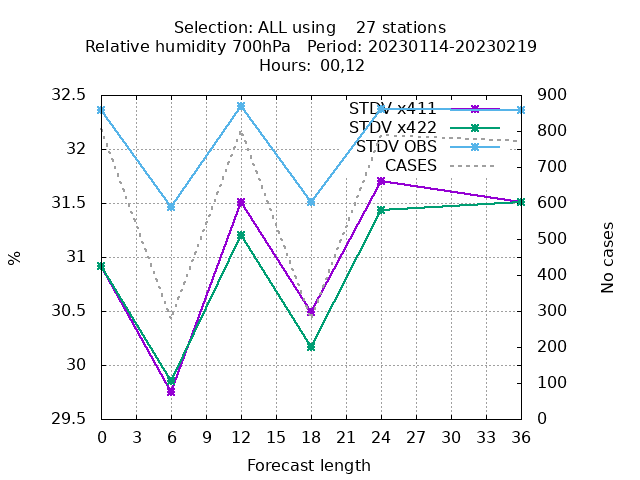 Selection: ALL using    27 stations
Relative humidity 700hPa   Period: 20230114-20230219
Hours: 00,12
32.5
32
31.5
31
30.5
30
29.5
%
900
800
700
600
500
400
300
200
100
0
No cases
STDV x411
STDV x422
STDV OBS
CASES
0 3 6 9 12 15 18 21 24 27 30 33 36
Forecast length